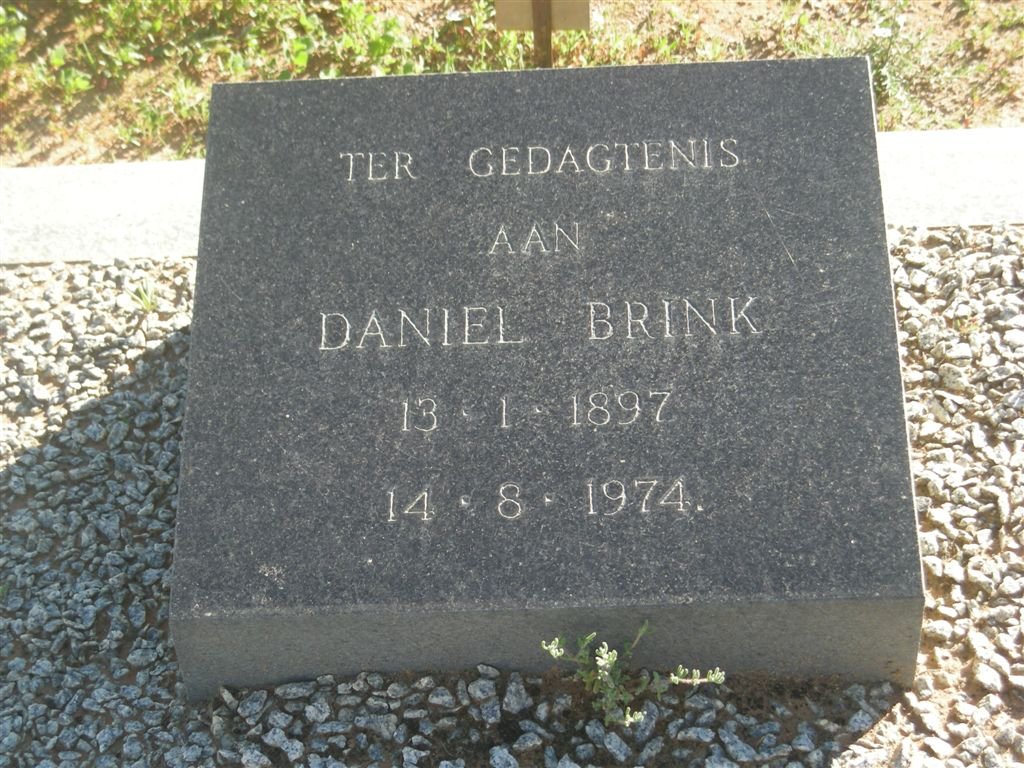 TER GEDAGTENIS
AAN
DANIEL BRINK
13 · 1 · 1897
14 · 8 · 1974.